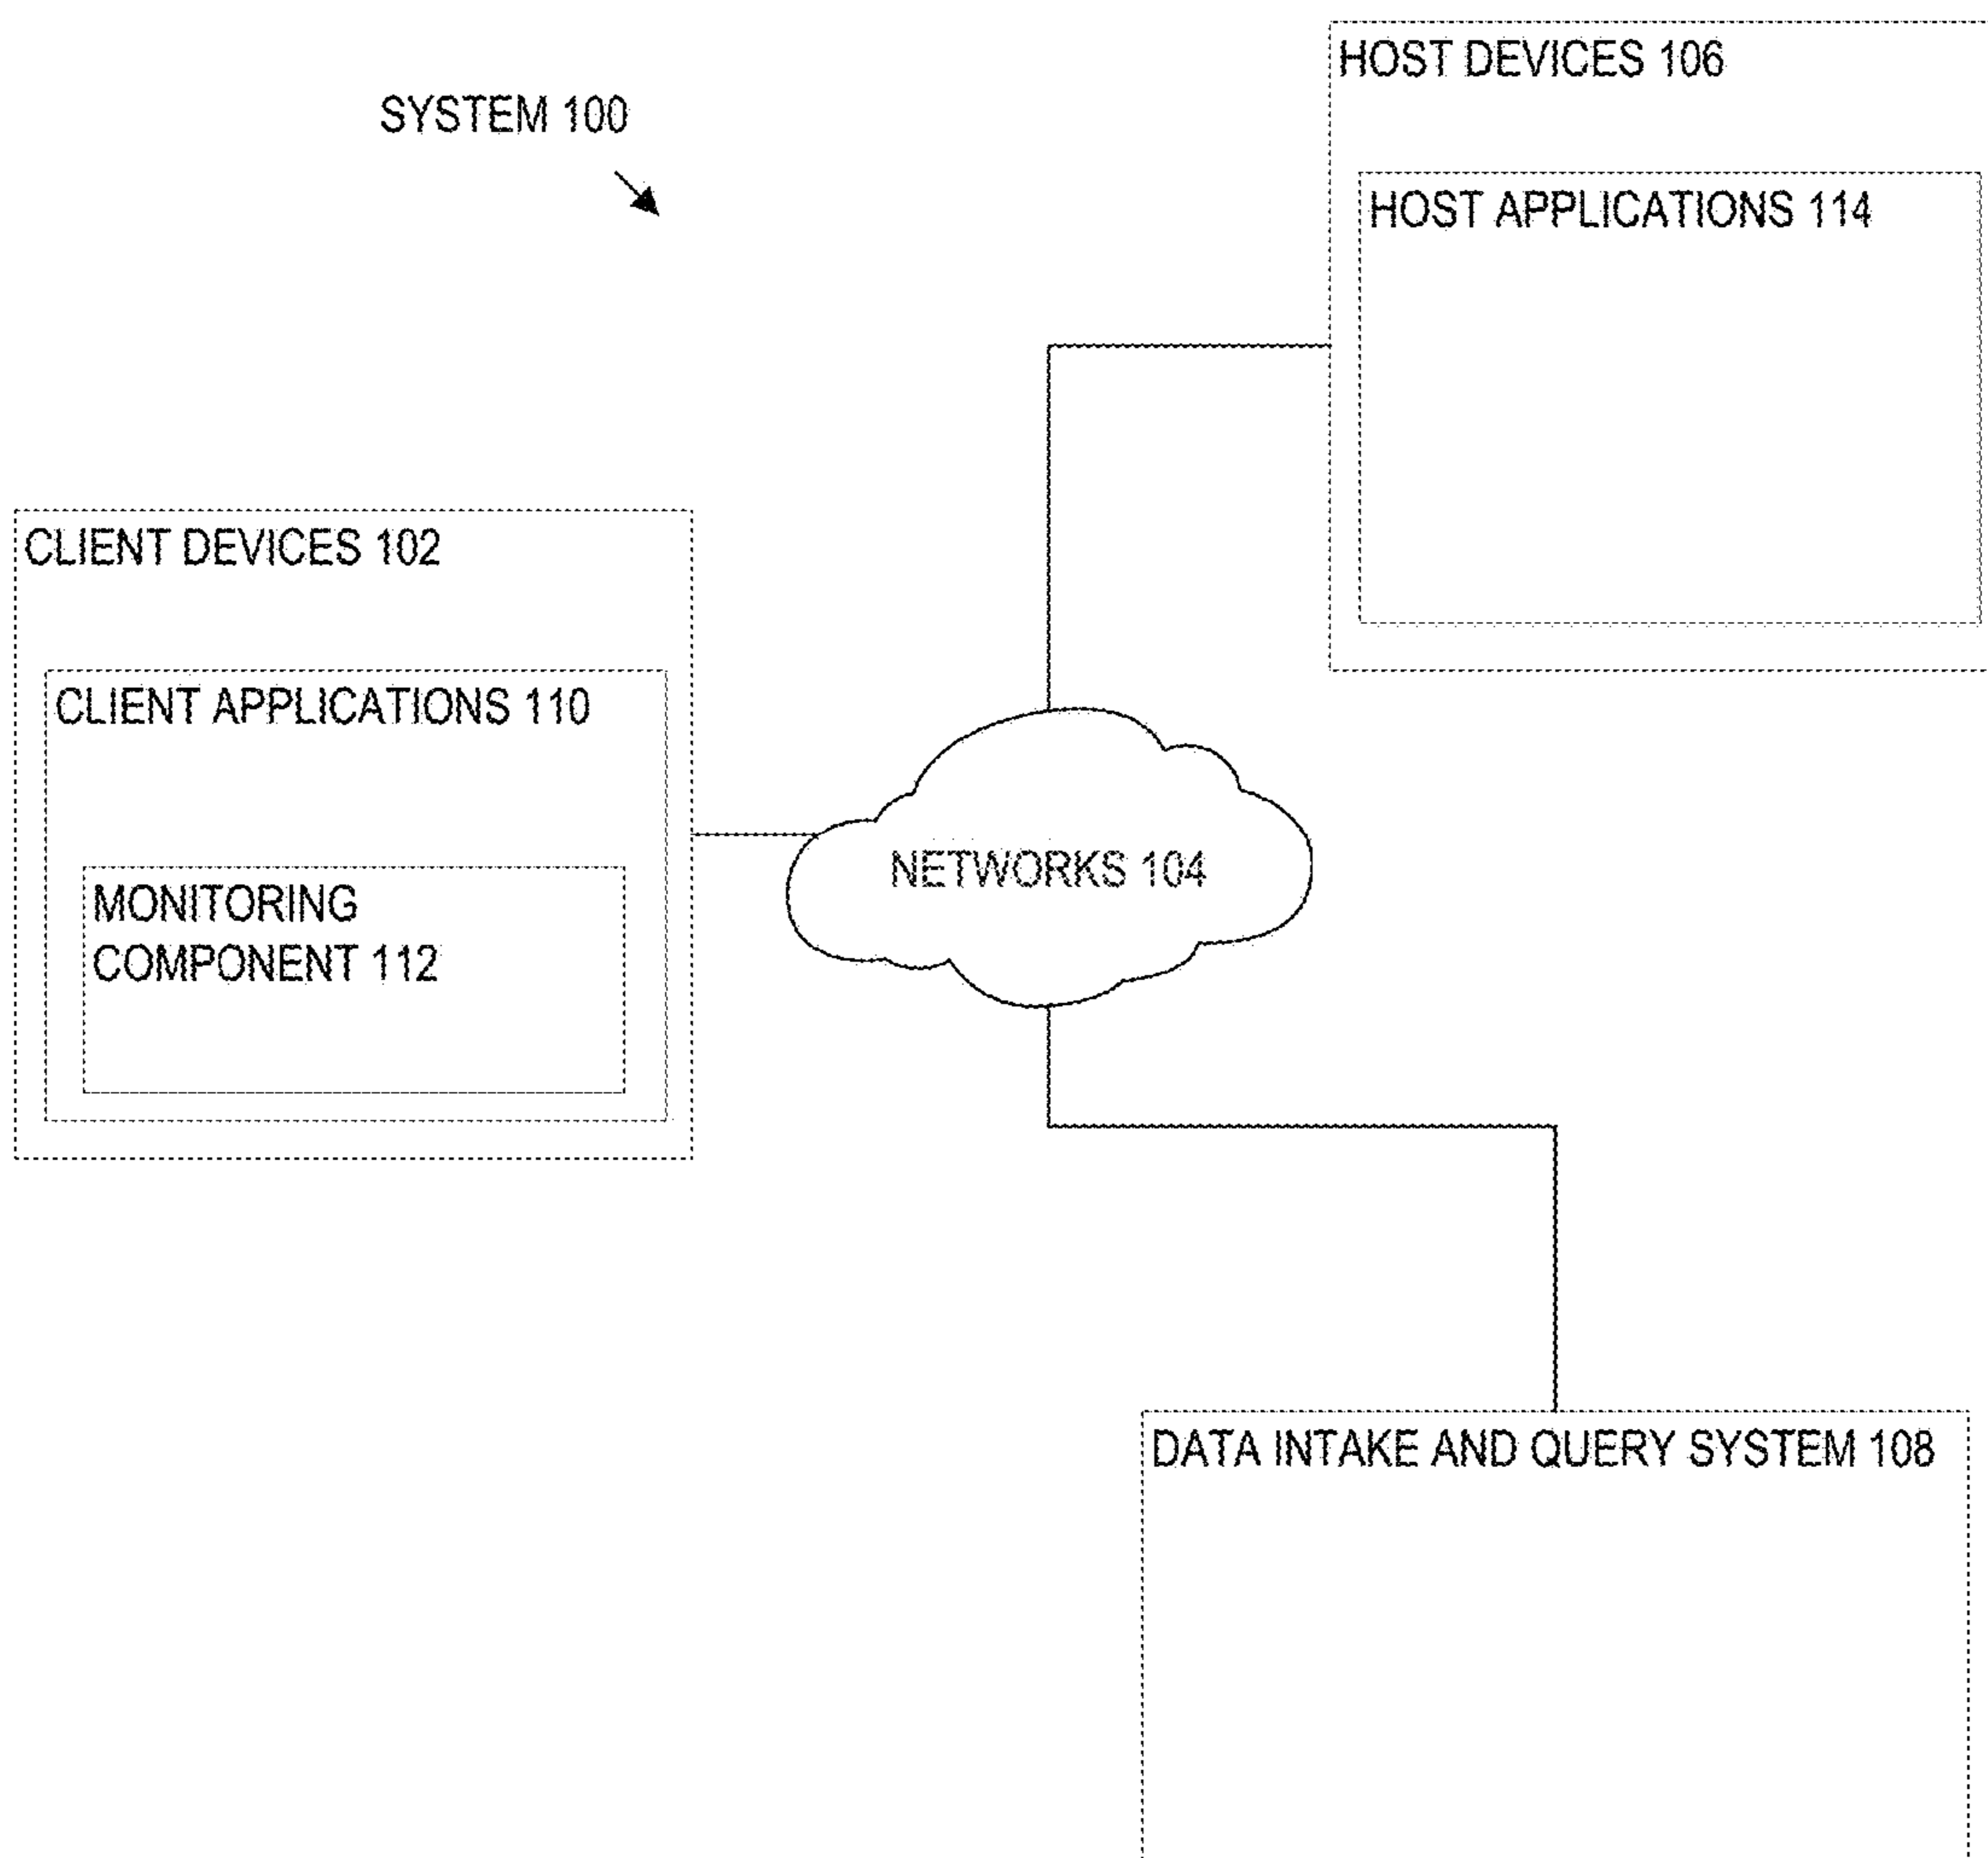 SYSTEM 100
HOST DEVICES 106
HOST APPLICATIONS 114
CLIENT DEVICES 102
CLIENT APPLICATIONS 110
MONITORING
COMPONENT 112
NETWORKS 104
DATA INTAKE AND QUERY SYSTEM 108